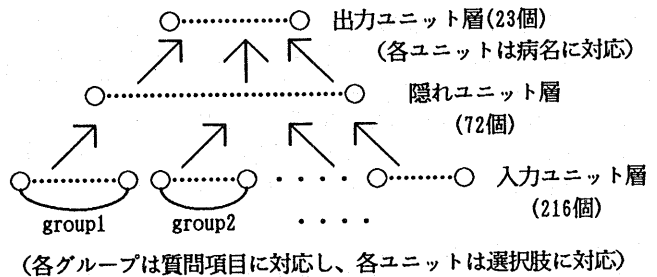 出力ユニット層(23個)
(各ユニットは病名に対応)
隠れユニット層
(72個)
入力ユニット層
(216個)
group1 group2
(各グループは質問項目に対応し、各ユニットは選択肢に対応)